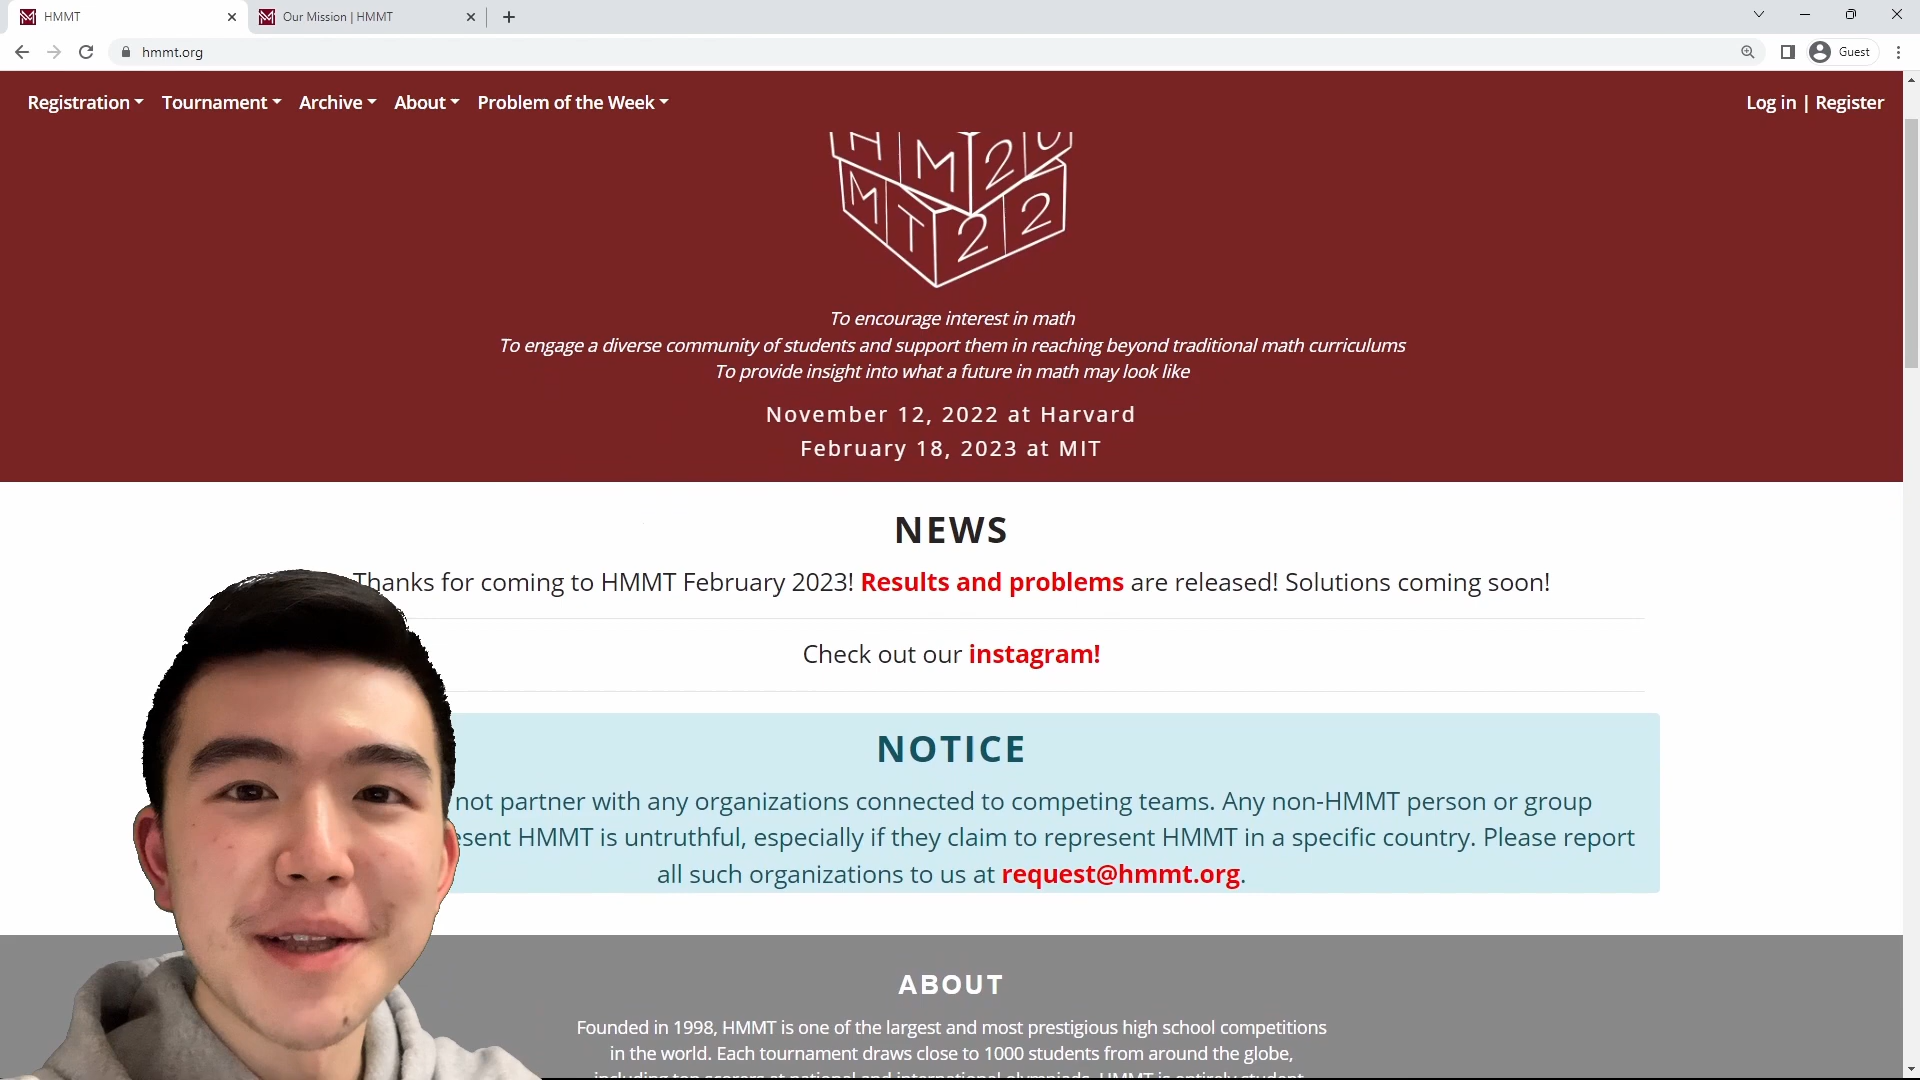 HMMT
Our Mission | HMMT
hmmt.org
Guest
Registration Tournament Archive About Problem of the Week Log in | Register
H M 2 0
M T 2 2
To encourage interest in math
To engage a diverse community of students and support them in reaching beyond traditional math curriculums
To provide insight into what a future in math may look like
November 12, 2022 at Harvard
February 18, 2023 at MIT
NEWS
Thanks for coming to HMMT February 2023! Results and problems are released! Solutions coming soon!
Check out our instagram!
NOTICE
not partner with any organizations connected to competing teams. Any non-HMMT person or group
HMMT is untruthful, especially if they claim to represent HMMT in a specific country. Please report
all such organizations to us at request@hmmt.org.
ABOUT
Founded in 1998, HMMT is one of the largest and most prestigious high school competitions
in the world. Each tournament draws close to 1000 students from around the globe,